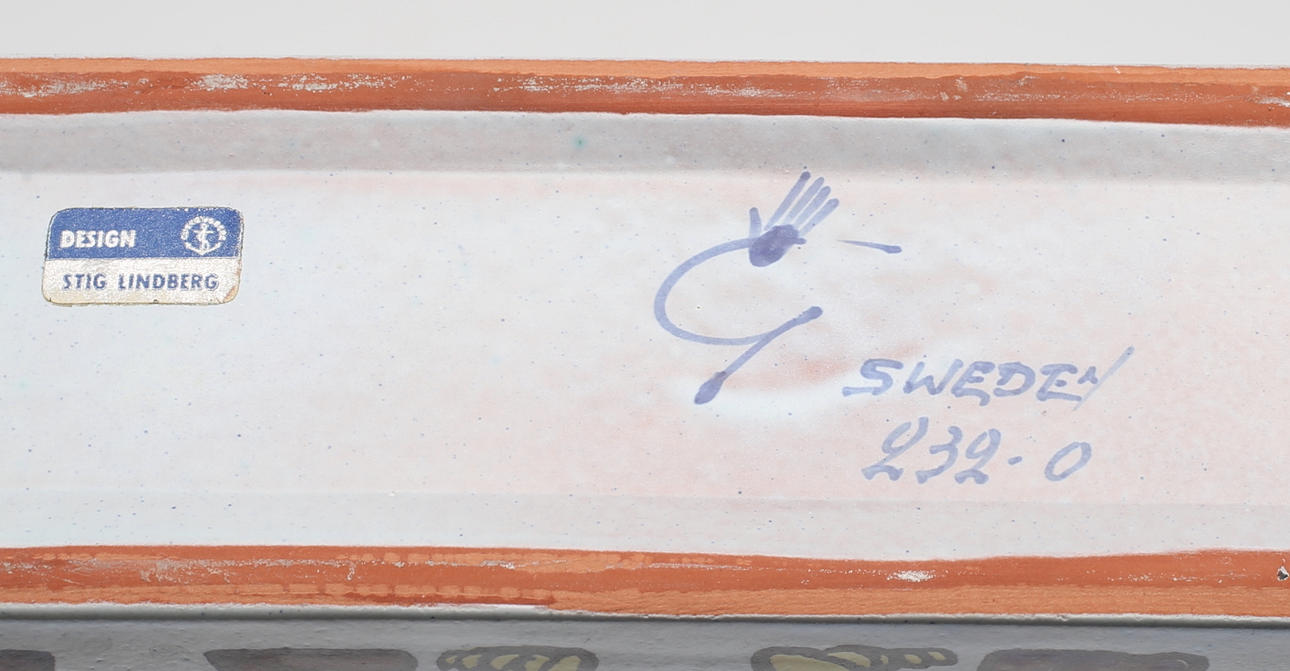 DESIGN
STIG LINDBERG
G
SWEDEN
232-0